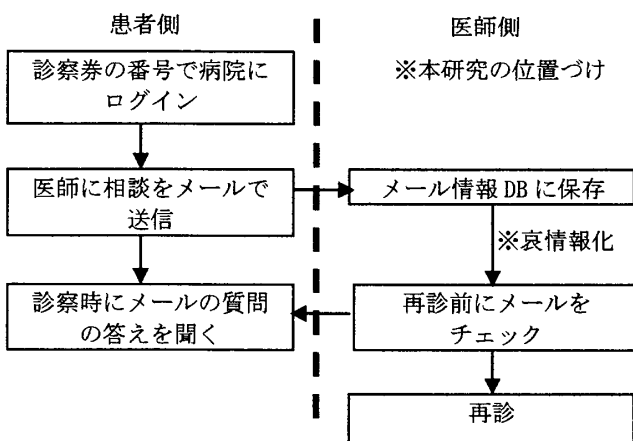 患者側
医師側
診察券の番号で病院に
ログイン
※本研究の位置づけ
医師に相談をメールで
送信
メール情報DBに保存
※哀情報化
診察時にメールの質問
の答えを聞く
再診前にメールを
チェック
再診